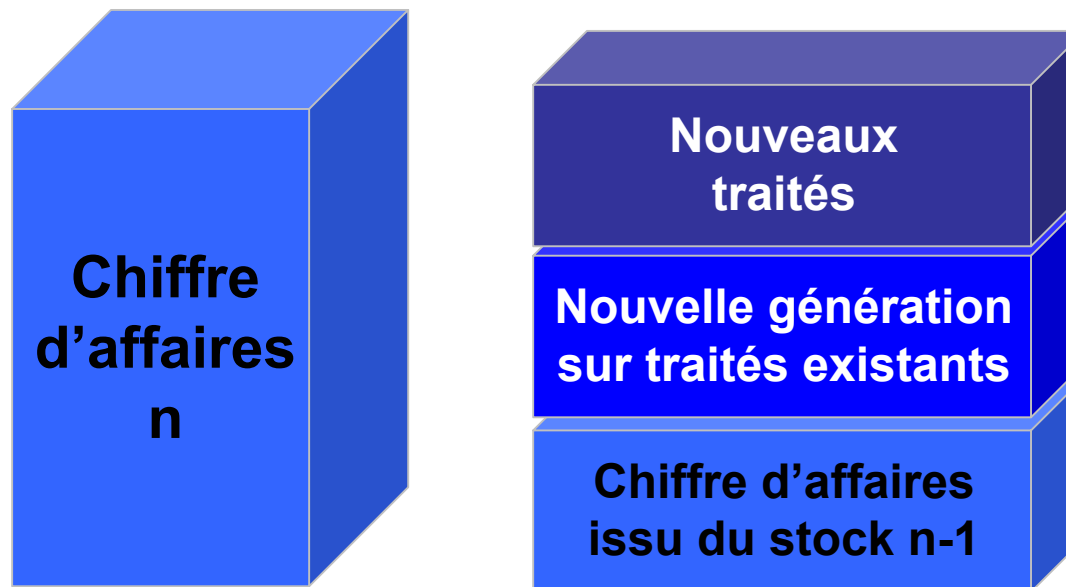 Chiffre
d’affaires
n
Nouveaux
traités
Nouvelle génération
sur traités existants
Chiffre d’affaires
issu du stock n-1